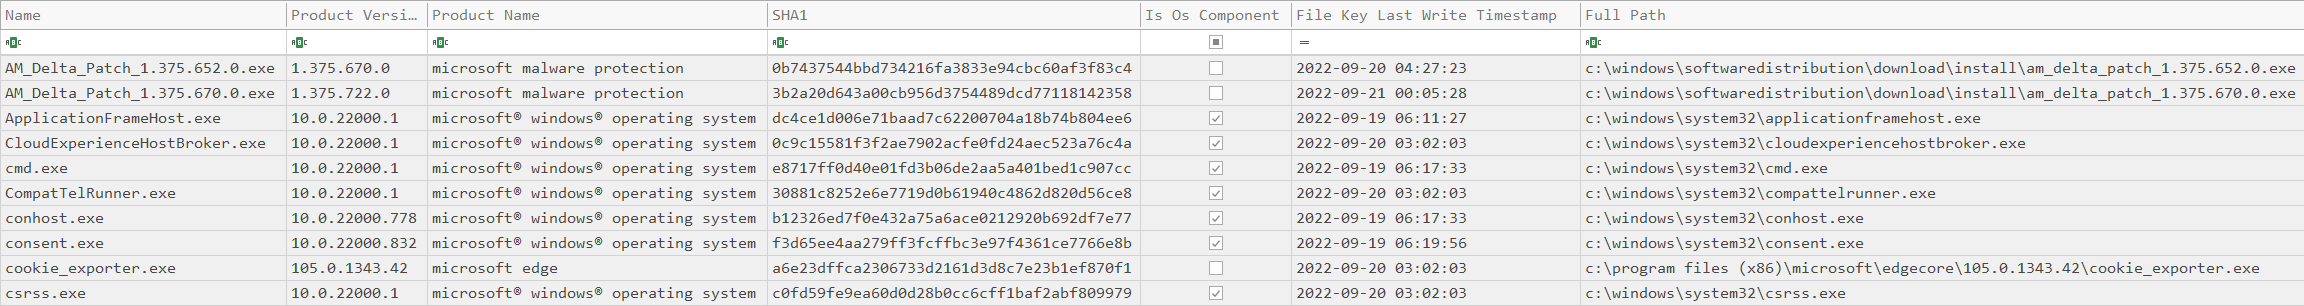 Name Product Versi… Product Name SHA1 Is Os Component File Key Last Write Timestamp Full Path
ABC ABC ABC ABC = ABC
AM_Delta_Patch_1.375.652.0.exe 1.375.670.0 microsoft malware protection 0b7437544bbd734216fa3833e94cbc60af3f83c4 2022-09-20 04:27:23 c:\windows\softwaredistribution\download\install\am_delta_patch_1.375.652.0.exe
AM_Delta_Patch_1.375.670.0.exe 1.375.722.0 microsoft malware protection 3b2a20d643a00cb956d3754489dcd77118142358 2022-09-21 00:05:28 c:\windows\softwaredistribution\download\install\am_delta_patch_1.375.670.0.exe
ApplicationFrameHost.exe 10.0.22000.1 microsoft® windows® operating system dc4ce1d006e71baad7c62200704a18b74b804ee6 2022-09-19 06:11:27 c:\windows\system32\applicationframehost.exe
CloudExperienceHostBroker.exe 10.0.22000.1 microsoft® windows® operating system 0c9c15581f3f2ae7902acfe0fd24aec523a76c4a 2022-09-20 03:02:03 c:\windows\system32\cloudexperiencehostbroker.exe
cmd.exe 10.0.22000.1 microsoft® windows® operating system e8717ff0d40e01fd3b06de2aa5a401bed1c907cc 2022-09-19 06:17:33 c:\windows\system32\cmd.exe
CompatTelRunner.exe 10.0.22000.1 microsoft® windows® operating system 30881c8252e6e7719d0b61940c4862d820d56ce8 2022-09-20 03:02:03 c:\windows\system32\compattelrunner.exe
conhost.exe 10.0.22000.778 microsoft® windows® operating system b12326ed7f0e432a75a6ace0212920b692df7e77 2022-09-19 06:17:33 c:\windows\system32\conhost.exe
consent.exe 10.0.22000.832 microsoft® windows® operating system f3d65ee4aa279ff3fcffbc3e97f4361ce7766e8b 2022-09-19 06:19:56 c:\windows\system32\consent.exe
cookie_exporter.exe 105.0.1343.42 microsoft edge a6e23dffca2306733d2161d3d8c7e23b1ef870f1 2022-09-20 03:02:03 c:\program files (x86)\microsoft\edgecore\105.0.1343.42\cookie_exporter.exe
csrss.exe 10.0.22000.1 microsoft® windows® operating system c0fd59fe9ea60d0d28b0cc6cff1baf2abf809979 2022-09-20 03:02:03 c:\windows\system32\csrss.exe